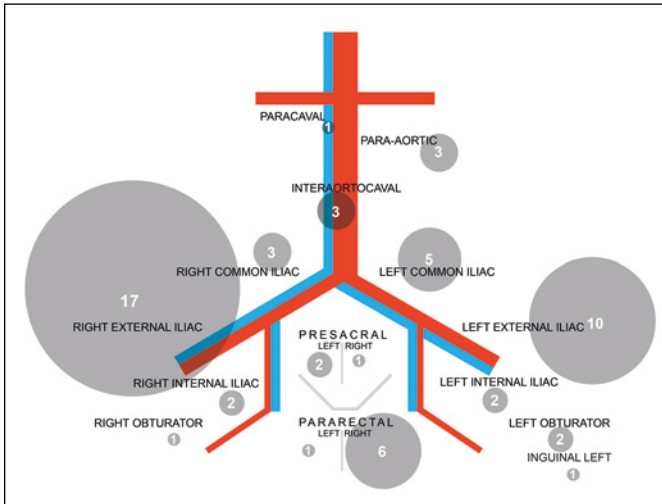 PARACAVAL
1
PARA-AORTIC
3
INTERAORTOCAVAL
3
3
RIGHT COMMON ILIAC
5
LEFT COMMON ILIAC
17
RIGHT EXTERNAL ILIAC
10
LEFT EXTERNAL ILIAC
PRESACRAL
LEFT RIGHT
2 1
RIGHT INTERNAL ILIAC
2
LEFT INTERNAL ILIAC
2
RIGHT OBTURATOR
1
PARARECTAL
LEFT RIGHT
1 6
LEFT OBTURATOR
2
INGUINAL LEFT
1